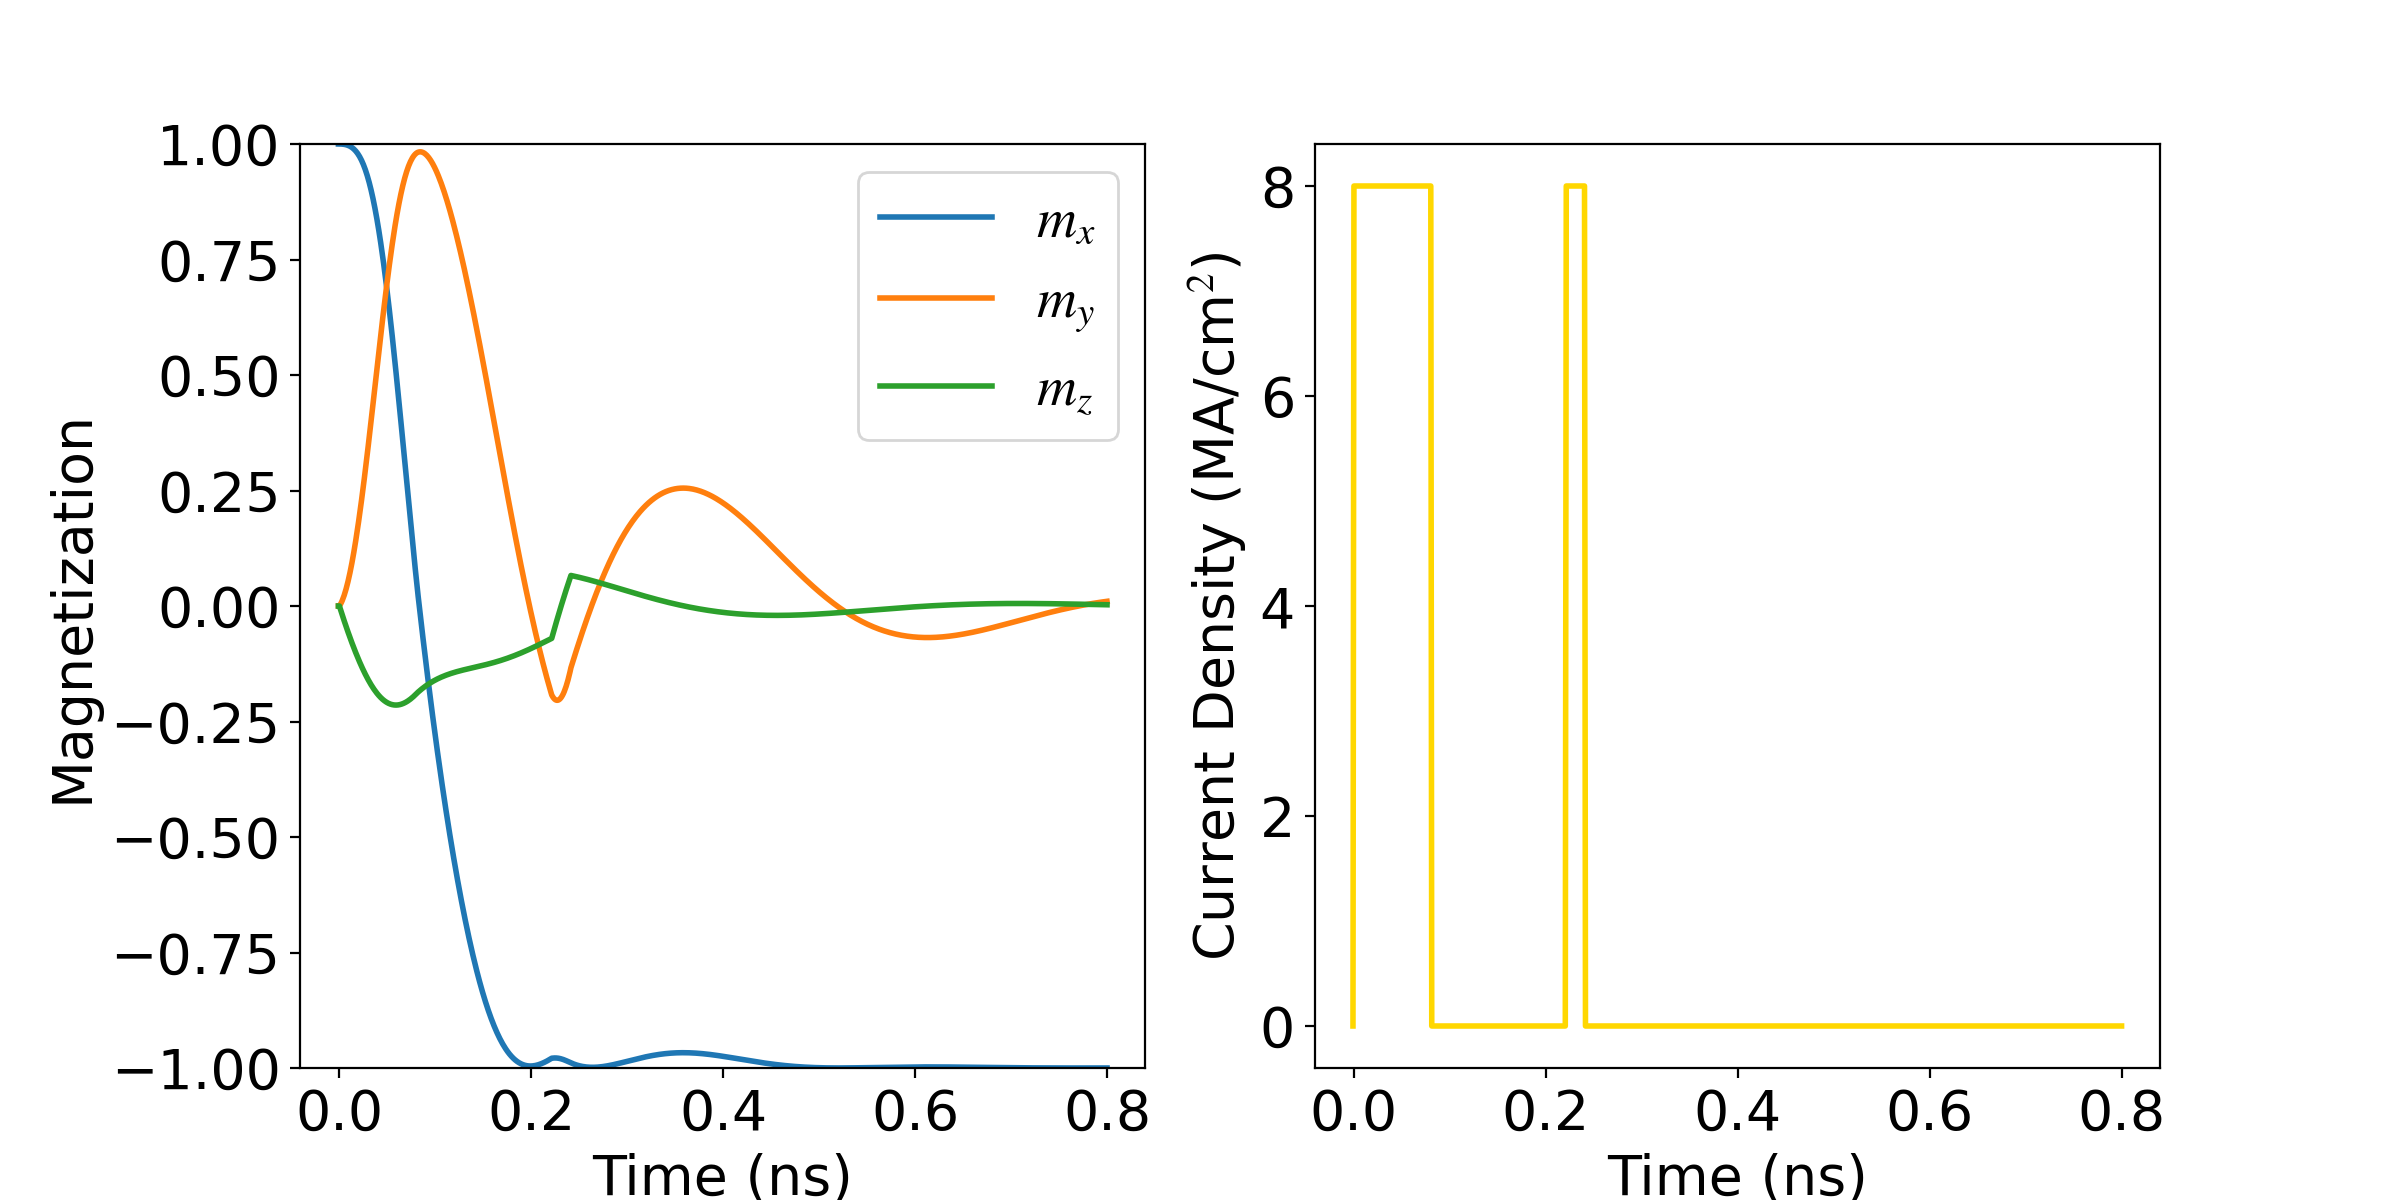 1.00
0.75
0.50
0.25
0.00
−0.25
−0.50
−0.75
−1.00
Magnetization
0.0 0.2 0.4 0.6 0.8
Time (ns)
m_x
m_y
m_z
8
6
4
2
0
Current Density (MA/cm²)
0.0 0.2 0.4 0.6 0.8
Time (ns)